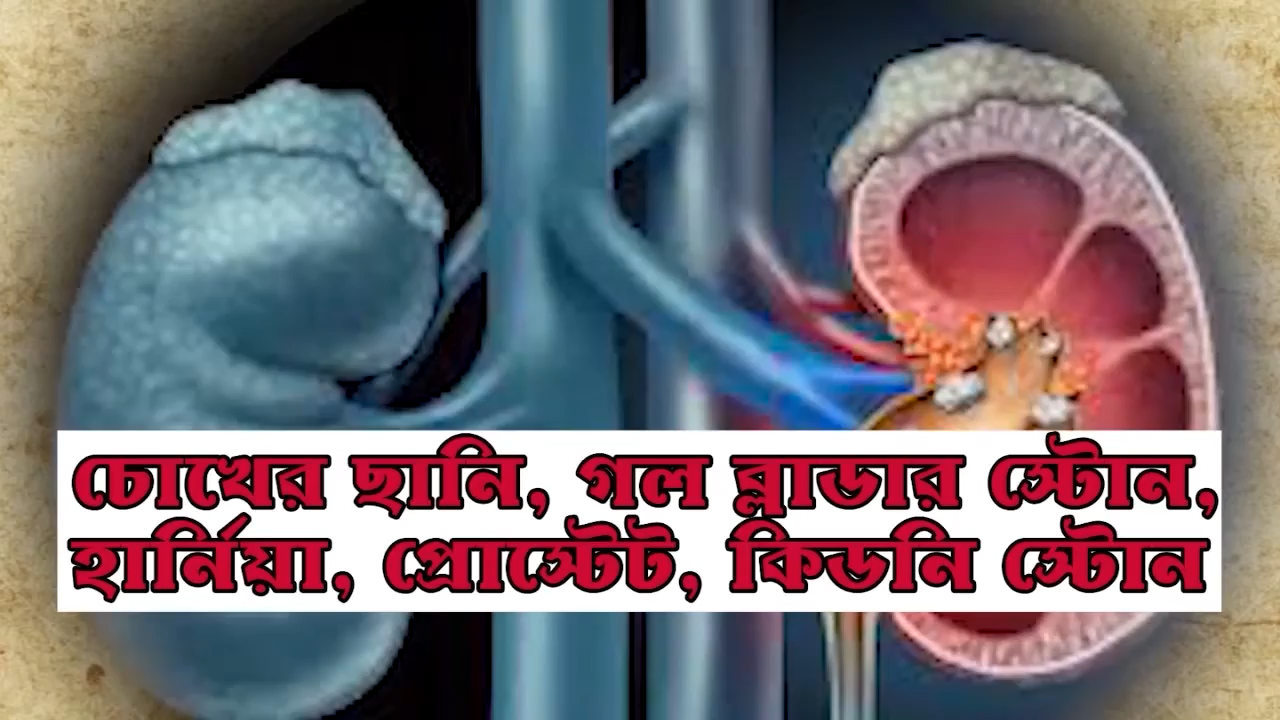 চোখের ছানি, গল ব্লাডার স্টোন,
হার্নিয়া, প্রোস্টেট, কিডনি স্টোন